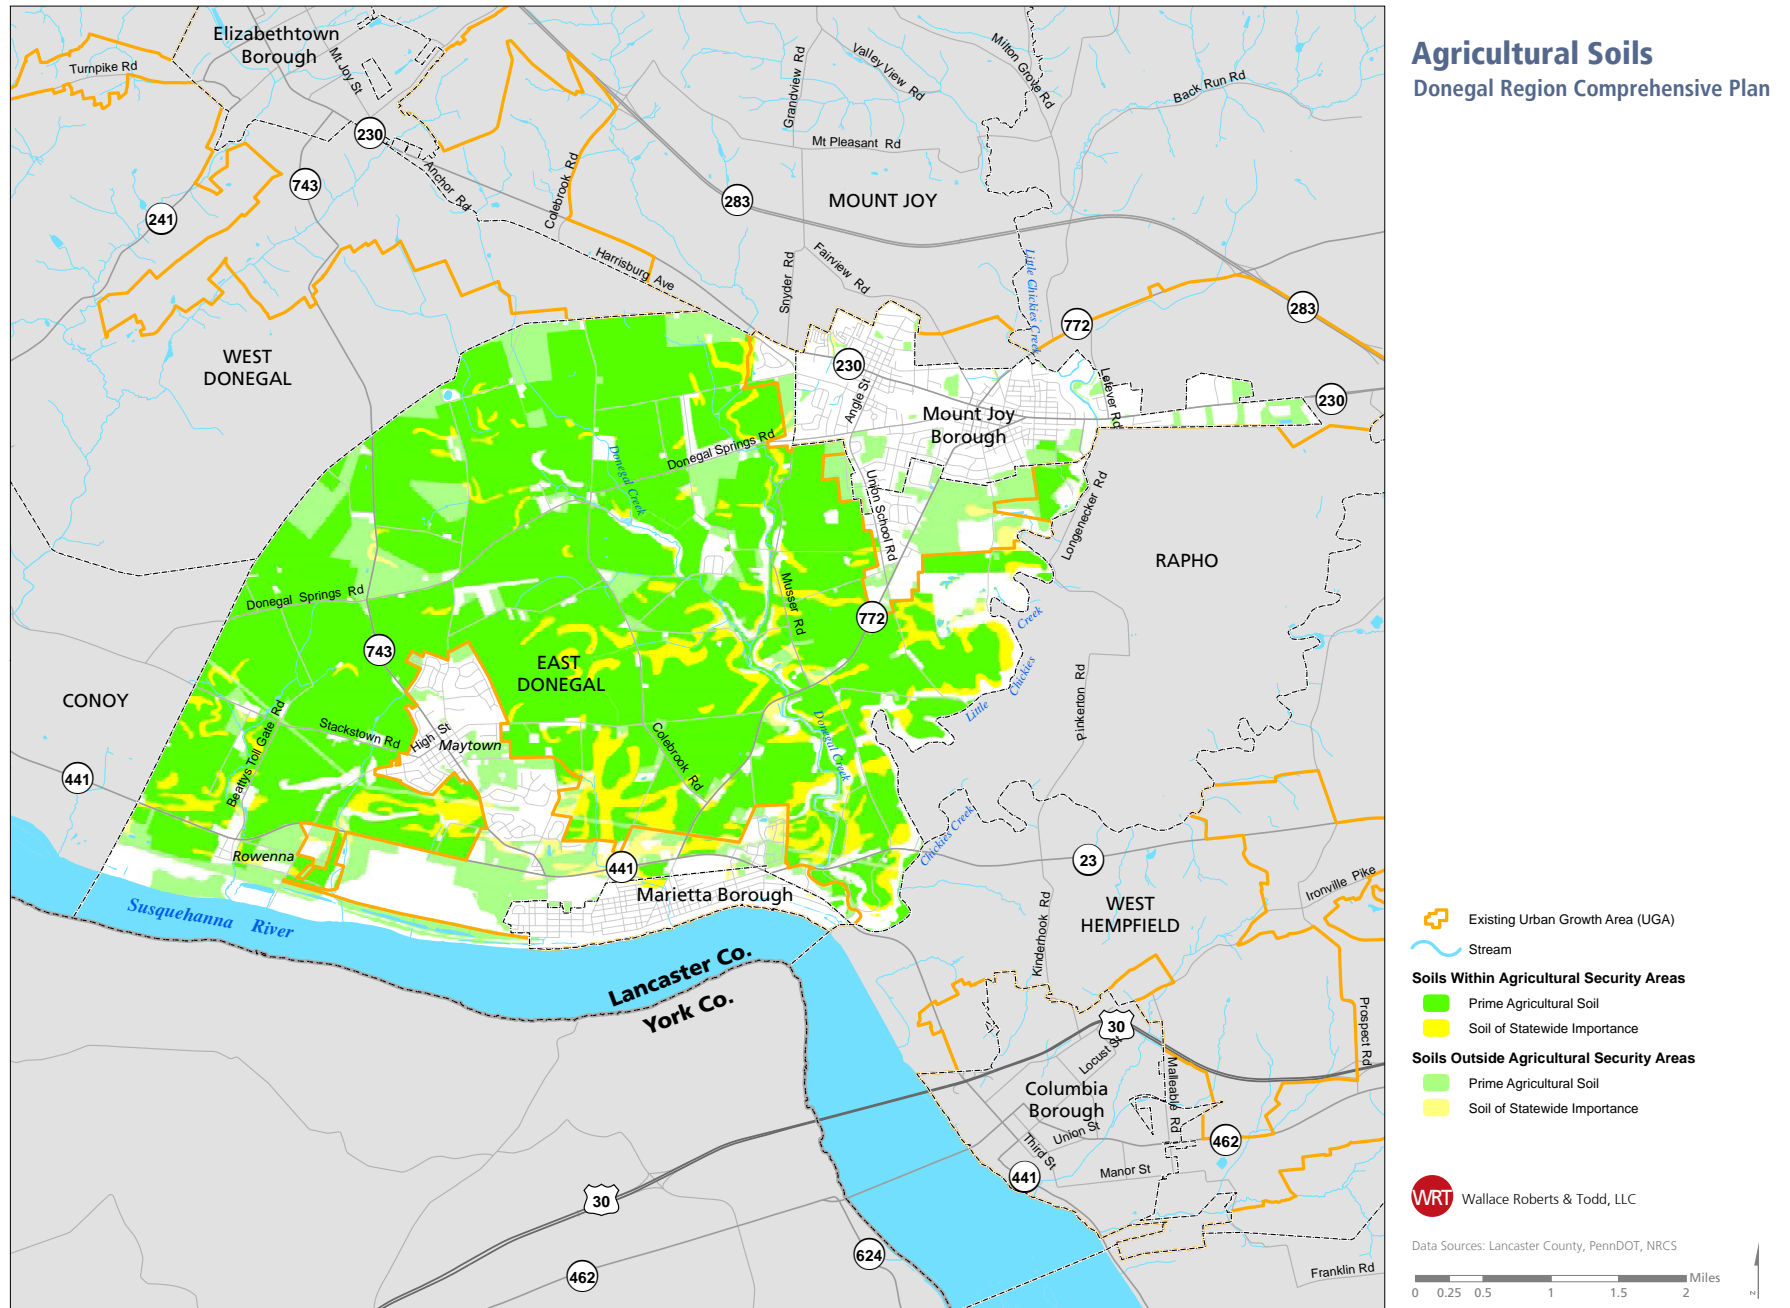 Agricultural Soils
Donegal Region Comprehensive Plan
Elizabethtown
Borough
Turnpike Rd
Mt Joy St
230
743
241
Anchor Rd
Colebrook Rd
Grandview Rd
Valley View Rd
Milton Grove Rd
Back Run Rd
Mt Pleasant Rd
283
MOUNT JOY
Harrisburg Ave
Snyder Rd
Fairview Rd
Little Chickies Creek
772
283
WEST
DONEGAL
230
Angle St
Lefever Rd
230
Mount Joy
Borough
Donegal Springs Rd
Donegal Creek
Union School Rd
Longenecker Rd
RAPHO
Donegal Springs Rd
Musser Rd
772
Creek
Chickies
Little
743
EAST
DONEGAL
CONOY
Pinkerton Rd
Beattys Toll Gate Rd
Stackstown Rd
High St
Maytown
Colebrook Rd
Donegal Creek
441
Chickies Creek
Rowenna
441
23
Marietta Borough
Ironville Pike
WEST
HEMPFIELD
Kinderhook Rd
Susquehanna River
Lancaster Co.
York Co.
Prospect Rd
30
Locust St
Columbia
Borough
Malleable Rd
Union St
Third St
462
Manor St
441
30
624
462
Franklin Rd
Existing Urban Growth Area (UGA)
Stream
Soils Within Agricultural Security Areas
Prime Agricultural Soil
Soil of Statewide Importance
Soils Outside Agricultural Security Areas
Prime Agricultural Soil
Soil of Statewide Importance
WRT Wallace Roberts & Todd, LLC
Data Sources: Lancaster County, PennDOT, NRCS
Miles
0 0.25 0.5 1 1.5 2
z